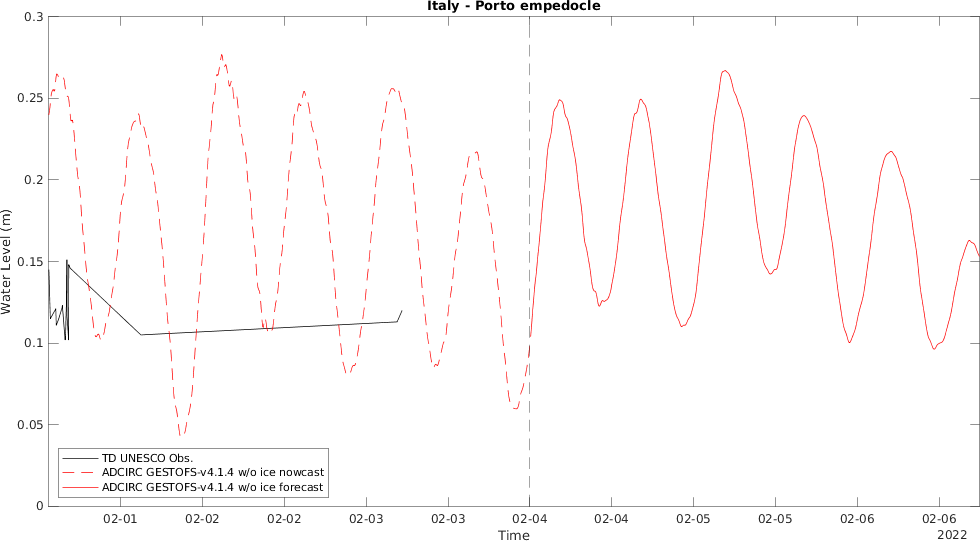 Italy - Porto empedocle
0.3
0.25
0.2
0.15
0.1
0.05
0
Water Level (m)
TD UNESCO Obs.
ADCIRC GESTOFS-v4.1.4 w/o ice nowcast
ADCIRC GESTOFS-v4.1.4 w/o ice forecast
02-01 02-02 02-02 02-03 02-03 02-04 02-04 02-05 02-05 02-06 02-06
Time
2022